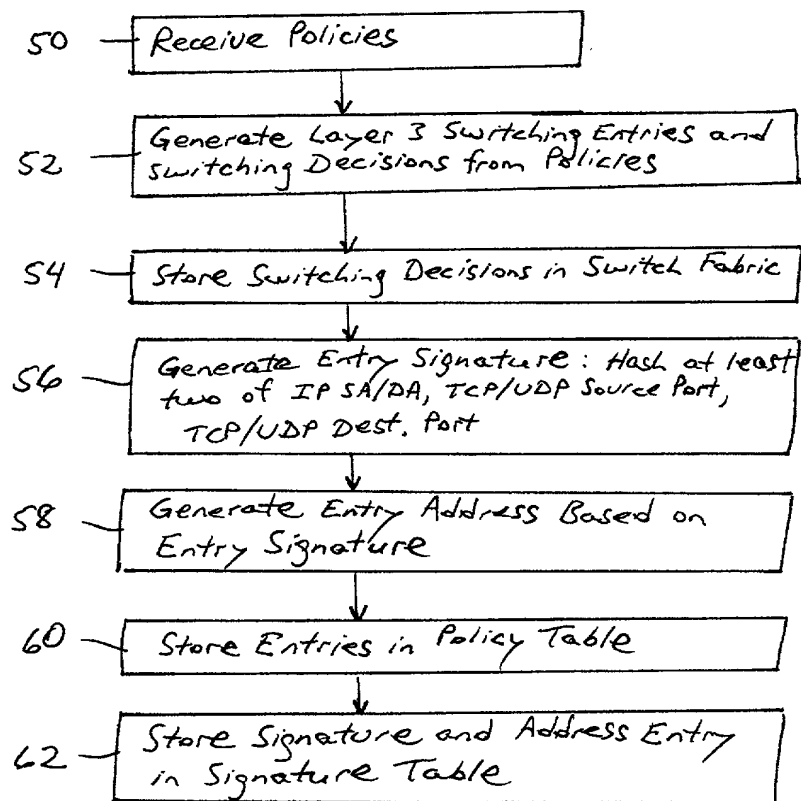 50
Receive Policies
52
Generate Layer 3 Switching Entries and
switching Decisions from Policies
54
Store Switching Decisions in Switch Fabric
56
Generate Entry Signature: Hash at least
two of IP SA/DA, TCP/UDP Source Port,
TCP/UDP Dest. Port
58
Generate Entry Address Based on
Entry Signature
60
Store Entries in Policy Table
62
Store Signature and Address Entry
in Signature Table